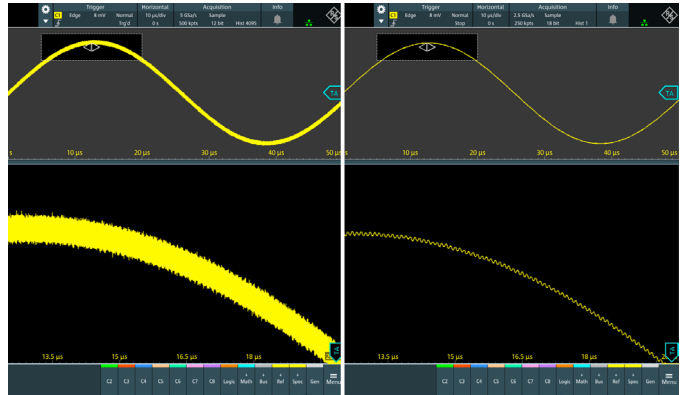 Trigger Horizontal Acquisition Info
C1 Edge 8 mV Normal 10 µs/div 5 GSa/s Sample
Trg'd 0 s 500 kpts 12 bit Hist 4095
TA
s 10 µs 20 µs 30 µs 40 µs 50 µs
13.5 µs 15 µs 16.5 µs 18 µs
TA
C2 C3 C4 C5 C6 C7 C8 Logic Math Bus Ref Spec Gen Menu
Trigger Horizontal Acquisition Info
C1 Edge 8 mV Normal 10 µs/div 2.5 GSa/s Sample
Stop 0 s 250 kpts 18 bit Hist 1
TA
10 µs 20 µs 30 µs 40 µs 50 µs
13.5 µs 15 µs 16.5 µs 18 µs
TA
C2 C3 C4 C5 C6 C7 C8 Logic Math Bus Ref Spec Gen Menu